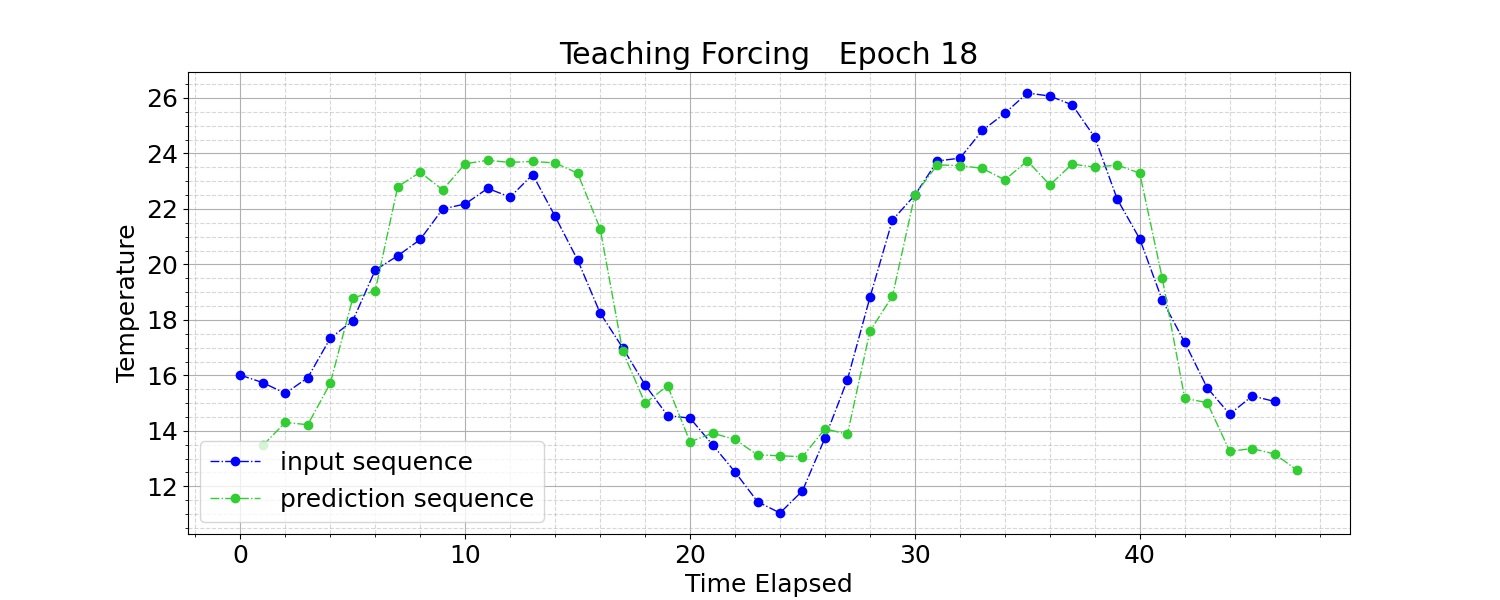 Teaching Forcing   Epoch 18
26
24
22
20
18
16
14
12
Temperature
input sequence
prediction sequence
0 10 20 30 40
Time Elapsed